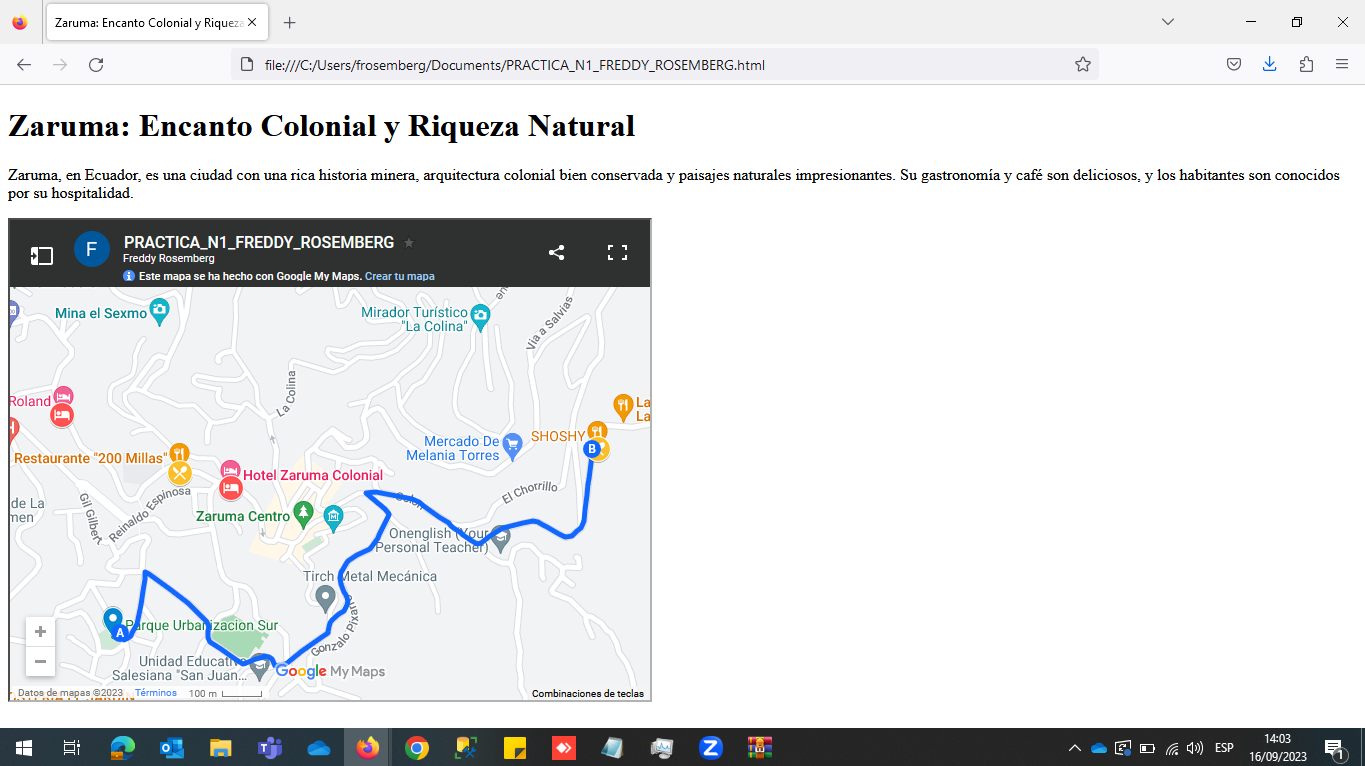 Zaruma: Encanto Colonial y Riqueza
file:///C:/Users/frosemberg/Documents/PRACTICA_N1_FREDDY_ROSEMBERG.html
Zaruma: Encanto Colonial y Riqueza Natural
Zaruma, en Ecuador, es una ciudad con una rica historia minera, arquitectura colonial bien conservada y paisajes naturales impresionantes. Su gastronomía y café son deliciosos, y los habitantes son conocidos
por su hospitalidad.
F
PRACTICA_N1_FREDDY_ROSEMBERG
Freddy Rosemberg
Este mapa se ha hecho con Google My Maps. Crear tu mapa
Mina el Sexmo
Mirador Turístico
"La Colina"
Via a Salvias
La Colina
Roland
La
La
SHOSHY
B
Mercado De
Melania Torres
Restaurante "200 Millas"
Hotel Zaruma Colonial
El Chorrillo
Reinaldo Espinosa
Gil Gilbert
de La
men
Colon
Zaruma Centro
Onenglish (Your
Personal Teacher)
Tirch Metal Mecánica
Gonzalo Pixarro
A
Parque Urbanizacion Sur
Unidad Educativ
Salesiana "San Juan...
Google My Maps
+
−
Datos de mapas ©2023
Términos
100 m
Combinaciones de teclas
ESP
14:03
16/09/2023
1